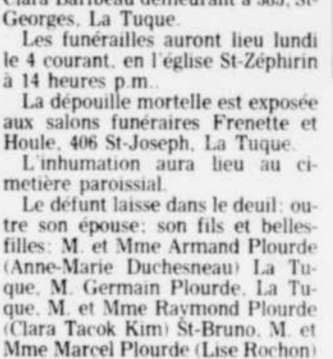 Clara Baribeau demeurant à 565, St-
Georges, La Tuque.
Les funérailles auront lieu lundi
le 4 courant, en l'église St-Zéphirin
à 14 heures p.m..
La dépouille mortelle est exposée
aux salons funéraires Frenette et
Houle, 406 St-Joseph, La Tuque.
L'inhumation aura lieu au ci-
metière paroissial.
Le défunt laisse dans le deuil: ou-
tre son épouse; son fils et belles-
filles: M. et Mme Armand Plourde
(Anne-Marie Duchesneau) La Tu-
que, M. Germain Plourde, La Tu-
que, M. et Mme Raymond Plourde
(Clara Tacok Kim) St-Bruno, M. et
Mme Marcel Plourde (Lise Rochon)